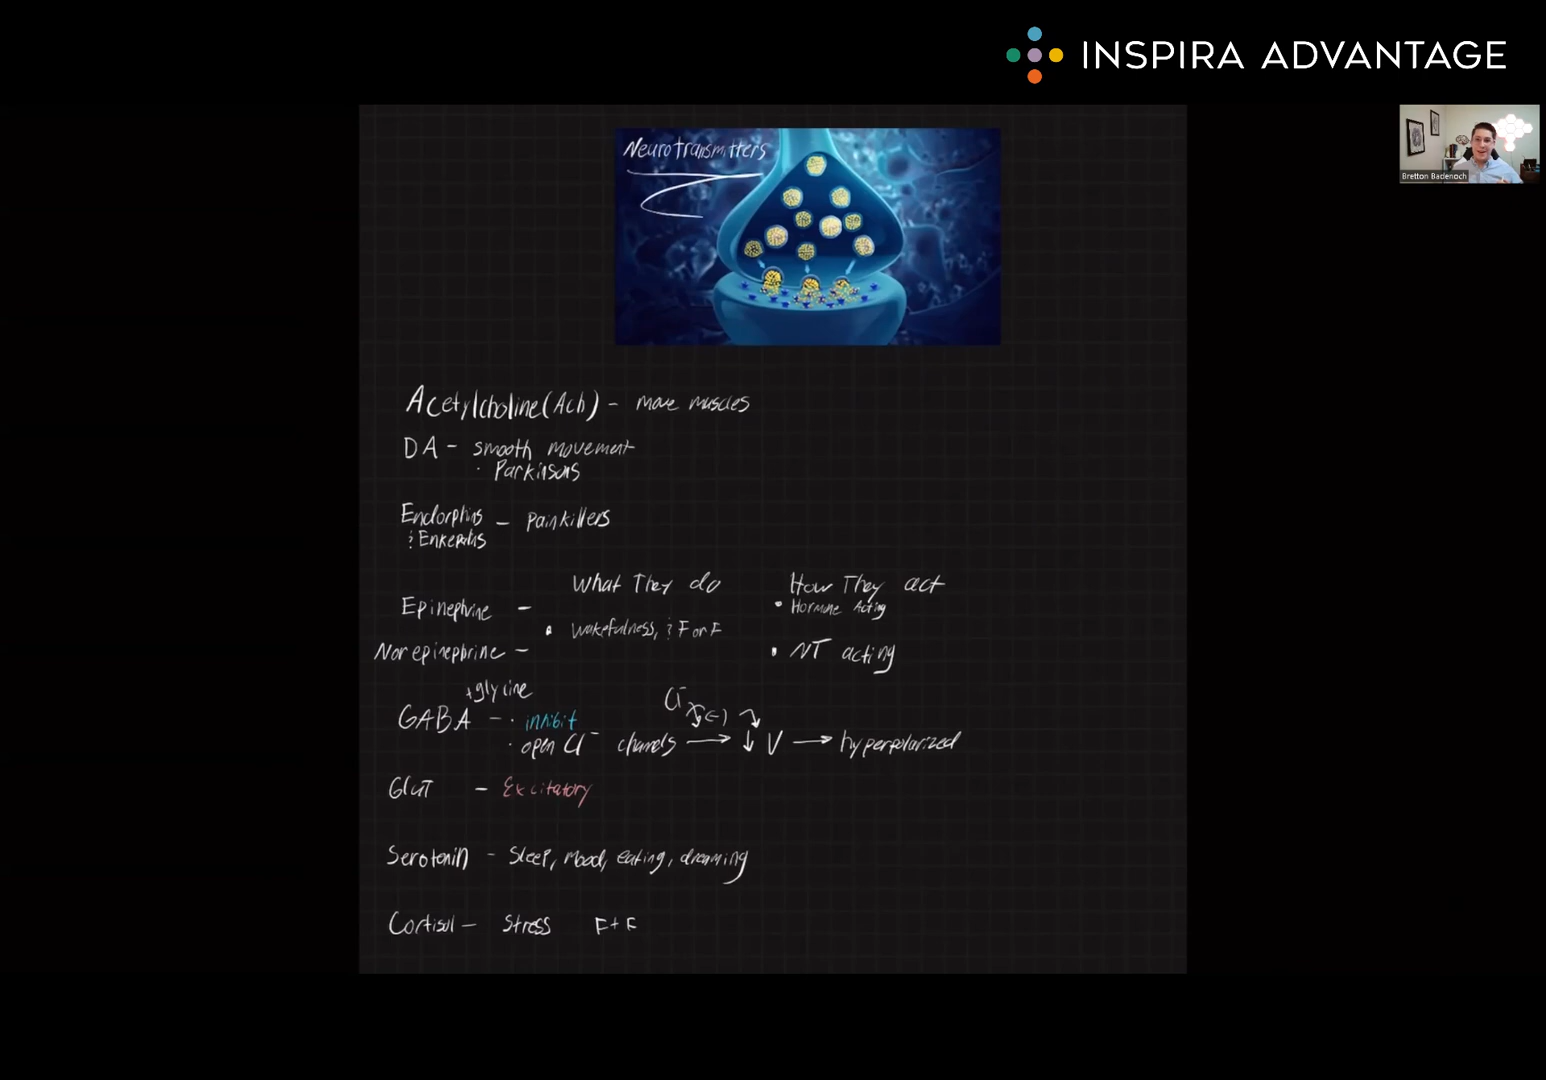 INSPIRA ADVANTAGE
Bretton Badenoch
Neurotransmitters
Acetylcholine (Ach) - move muscles
DA - smooth movement
· Parkinsons
Endorphins - Painkillers
& Enkephalins
What They do How They act
Epinephrine - • Hormone Acting
• wakefulness, & F or F
Norepinephrine - • NT acting
+ glycine
Cl⁻ (-)
GABA - · inhibit
· open Cl⁻ channels → ↓ V → hyperpolarized
Glut - Excitatory
Serotonin - Sleep, mood, eating, dreaming
Cortisol - Stress F+F